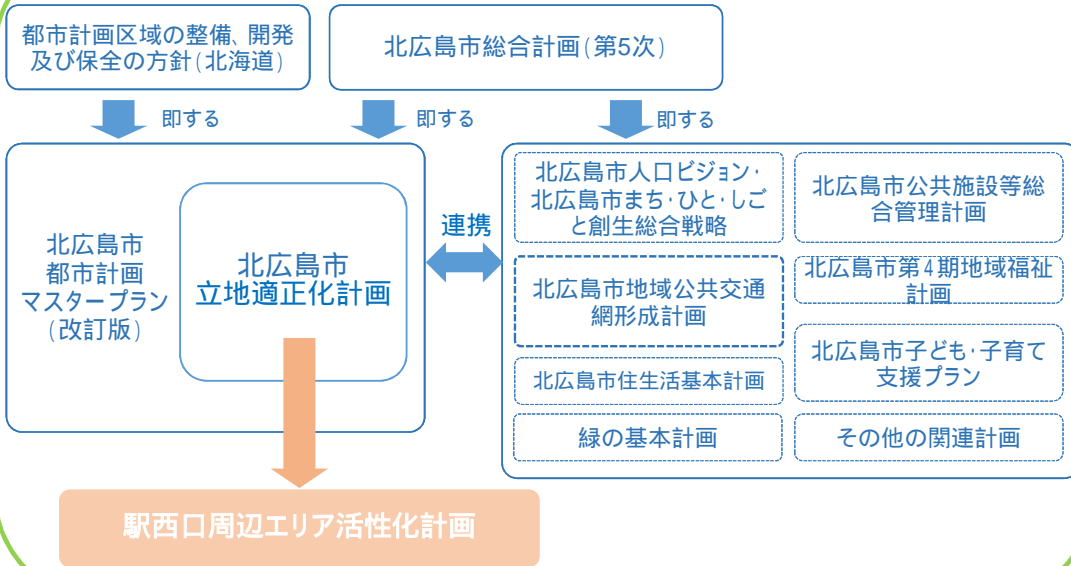 都市計画区域の整備、開発
及び保全の方針(北海道)
北広島市総合計画(第5次)
即する
即する
即する
北広島市
都市計画
マスタープラン
(改訂版)
北広島市
立地適正化計画
連携
北広島市人口ビジョン・
北広島市まち・ひと・しご
と創生総合戦略
北広島市公共施設等総
合管理計画
北広島市地域公共交通
網形成計画
北広島市第4期地域福祉
計画
北広島市住生活基本計画
北広島市子ども・子育て
支援プラン
緑の基本計画
その他の関連計画
駅西口周辺エリア活性化計画